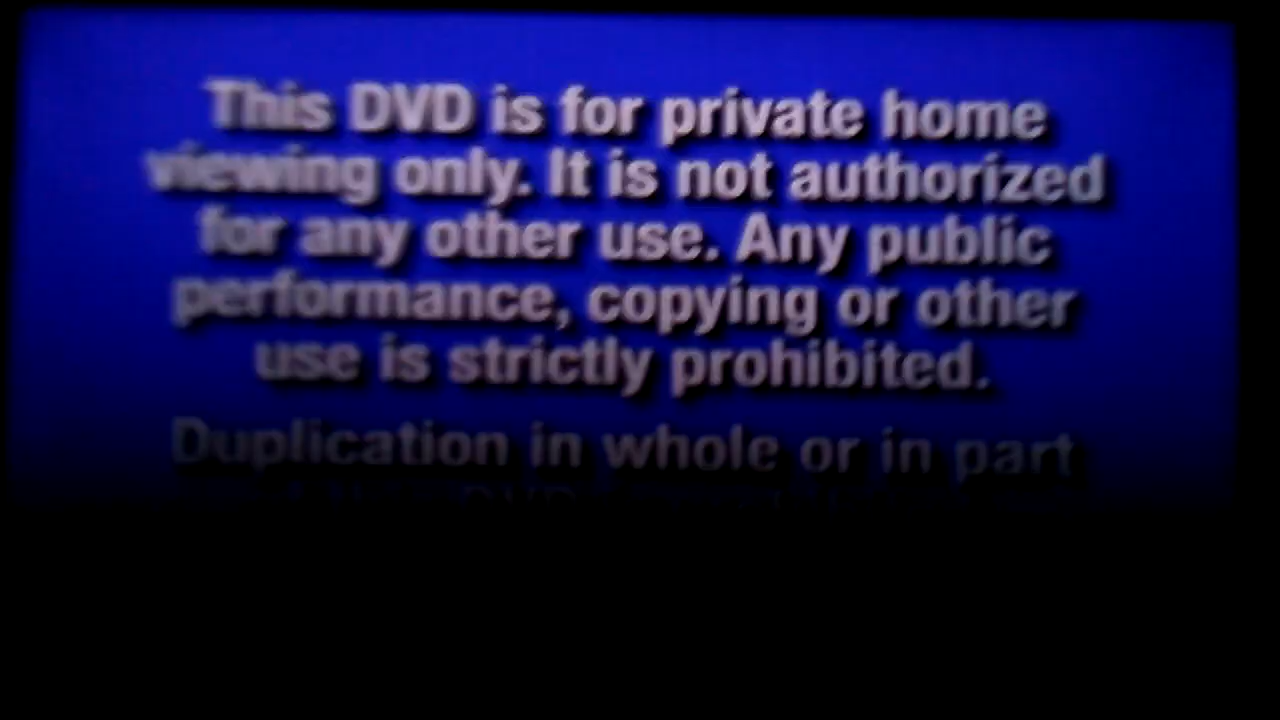 This DVD is for private home
viewing only. It is not authorized
for any other use. Any public
performance, copying or other
use is strictly prohibited.
Duplication in whole or in part
DVD